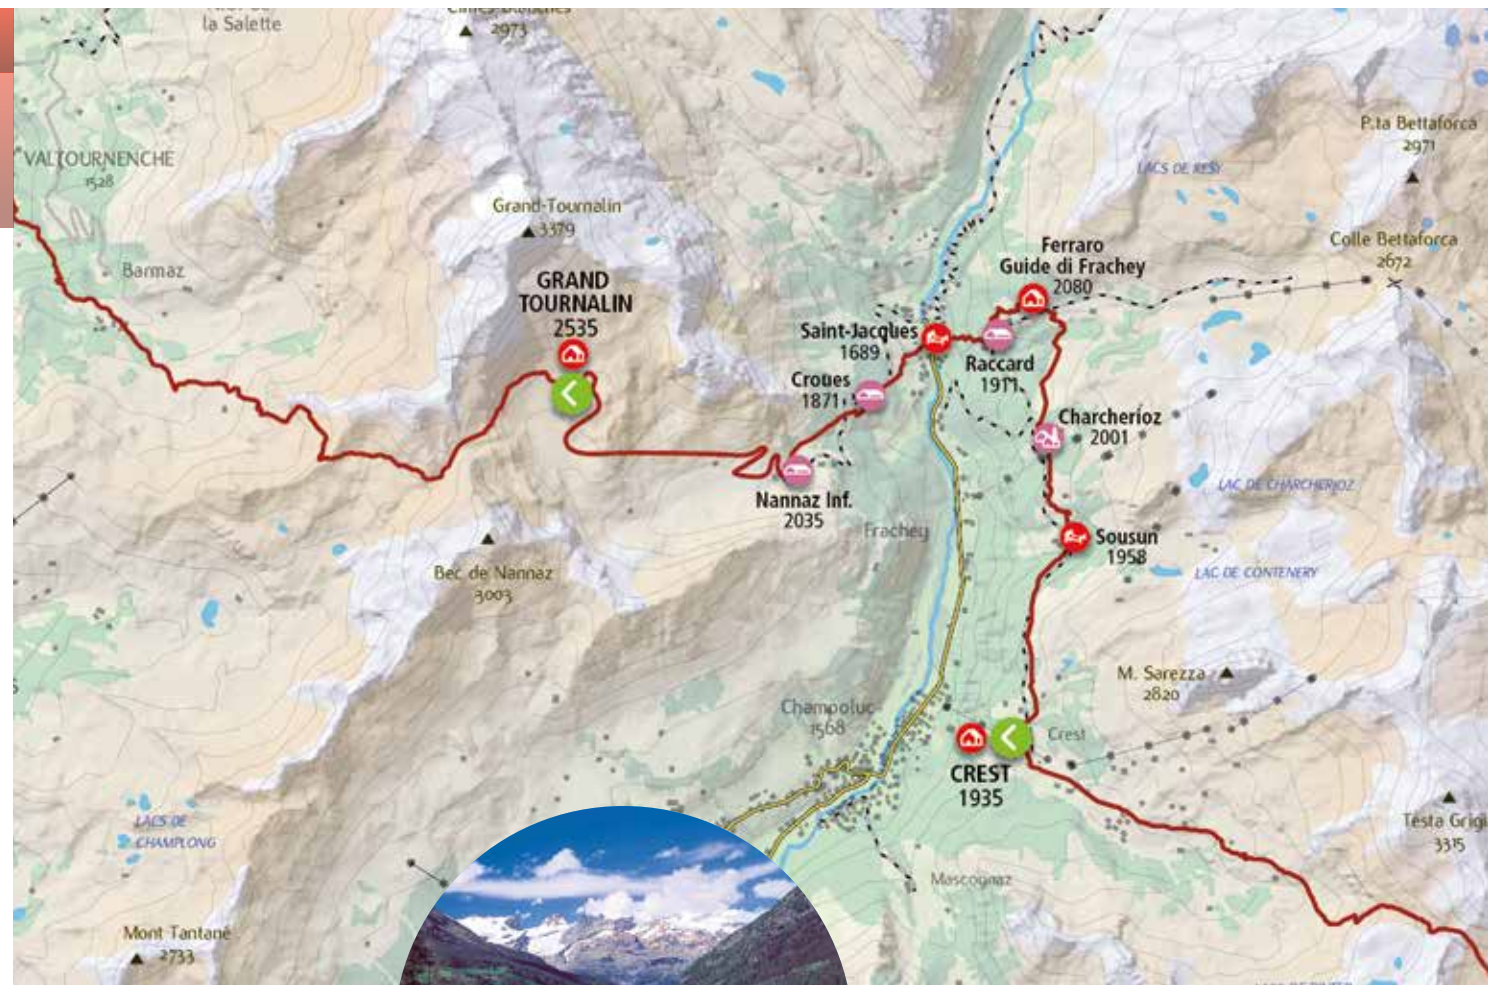 la Salette
2973
P.ta Bettaforca
2971
LACS DE RESY
VALTOURNENCHE
1528
Grand-Tournalin
3379
Colle Bettaforca
2672
Ferraro
Guide di Frachey
2080
Barmaz
GRAND
TOURNALIN
2535
Saint-Jacques
1689
Raccard
1911
Croues
1871
Charcherioz
2001
Nannaz Inf.
2035
LAC DE CHARCHERIOZ
Frachey
Sousun
1958
Bec de Nannaz
3003
LAC DE CONTENERY
M. Sarezza
2820
Champoluc
1568
Crest
CREST
1935
LACS DE
CHAMPLONG
Testa Grigi
3315
Mascognaz
Mont Tantané
2733